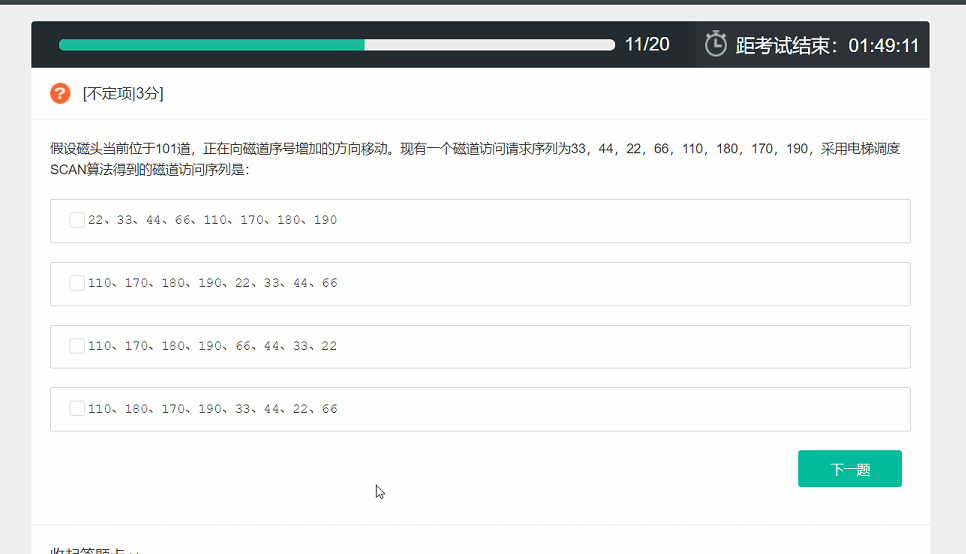 11/20
距考试结束：01:49:11
[不定项|3分]
假设磁头当前位于101道，正在向磁道序号增加的方向移动。现有一个磁道访问请求序列为33，44，22，66，110，180，170，190，采用电梯调度
SCAN算法得到的磁道访问序列是：
22、33、44、66、110、170、180、190
110、170、180、190、22、33、44、66
110、170、180、190、66、44、33、22
110、180、170、190、33、44、22、66
下一题
收起答题卡